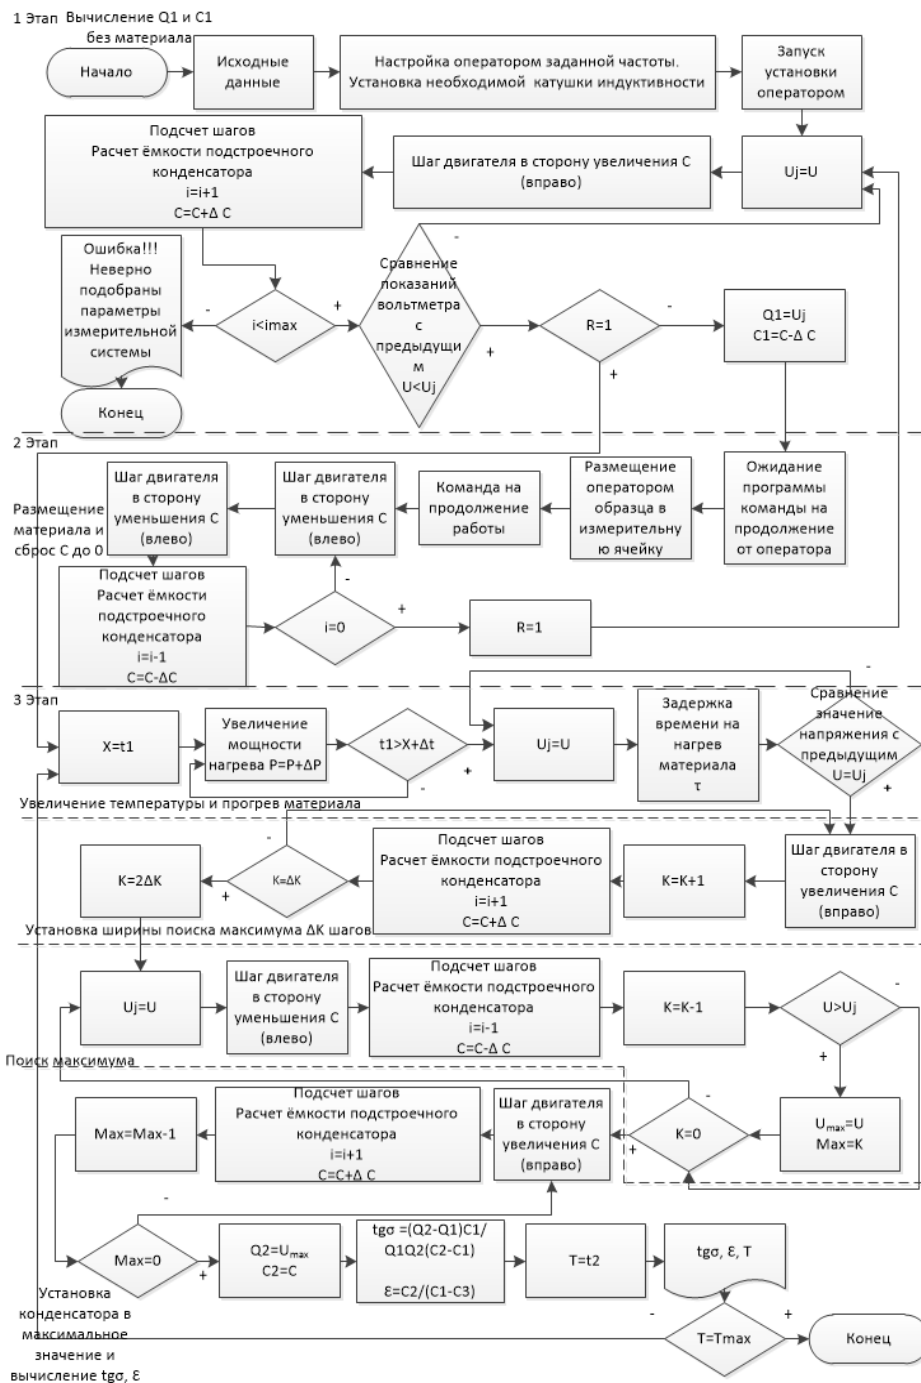 1 Этап Вычисление Q1 и C1
без материала
Начало
Исходные
данные
Настройка оператором заданной частоты.
Установка необходимой катушки индуктивности
Запуск
установки
оператором
Подсчет шагов
Расчет ёмкости подстроечного
конденсатора
i=i+1
C=C+Δ C
Шаг двигателя в сторону увеличения С
(вправо)
Uj=U
Ошибка!!!
Неверно
подобраны
параметры
измерительной
системы
-
i<imax
+
-
Сравнение
показаний
вольтметра
с
предыдущи
м
U<Uj
+
R=1
-
+
Q1=Uj
C1=C-Δ C
Конец
2 Этап
Размещение
материала и
сброс С до 0
Шаг двигателя
в сторону
уменьшения С
(влево)
Шаг двигателя
в сторону
уменьшения С
(влево)
Команда на
продолжение
работы
Размещение
оператором
образца в
измерительну
ю ячейку
Ожидание
программы
команды на
продолжение
от оператора
Подсчет шагов
Расчет ёмкости
подстроечного
конденсатора
i=i-1
C=C-ΔC
-
i=0
+
R=1
3 Этап
X=t1
Увеличение
мощности
нагрева P=P+ΔP
t1>X+Δt
+
-
Uj=U
Задержка
времени на
нагрев
материала
τ
-
Сравнение
значение
напряжения с
предыдущим
U=Uj
+
Увеличение температуры и прогрев материала
K=2ΔK
-
K=ΔK
+
Подсчет шагов
Расчет ёмкости подстроечного
конденсатора
i=i+1
C=C+Δ C
K=K+1
Шаг двигателя в
сторону
увеличения С
(вправо)
Установка ширины поиска максимума ΔK шагов
Uj=U
Шаг двигателя
в сторону
уменьшения С
(влево)
Подсчет шагов
Расчет ёмкости подстроечного
конденсатора
i=i-1
C=C-Δ C
K=K-1
U>Uj
-
+
Поиск максимума
Max=Max-1
Подсчет шагов
Расчет ёмкости подстроечного
конденсатора
i=i+1
C=C+Δ C
Шаг двигателя
в сторону
увеличения С
(вправо)
-
K=0
+
Umax=U
Max=K
-
Max=0
+
Q2=Umax
C2=C
tgσ =(Q2-Q1)C1/
Q1Q2(C2-C1)
Ɛ=C2/(C1-C3)
T=t2
tgσ, Ɛ, T
Установка
конденсатора в
максимальное
значение и
вычисление tgσ, Ɛ
-
T=Tmax
+
Конец